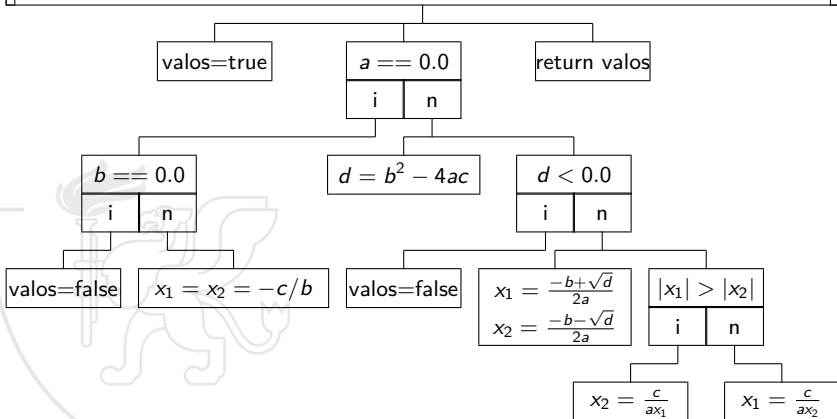 valos=true
a == 0.0
return valos
i n
b == 0.0
d = b² − 4ac
d < 0.0
i n
i n
valos=false
x₁ = x₂ = −c/b
valos=false
x₁ = (−b+√d)/2a
x₂ = (−b−√d)/2a
|x₁| > |x₂|
i n
x₂ = c/ax₁
x₁ = c/ax₂